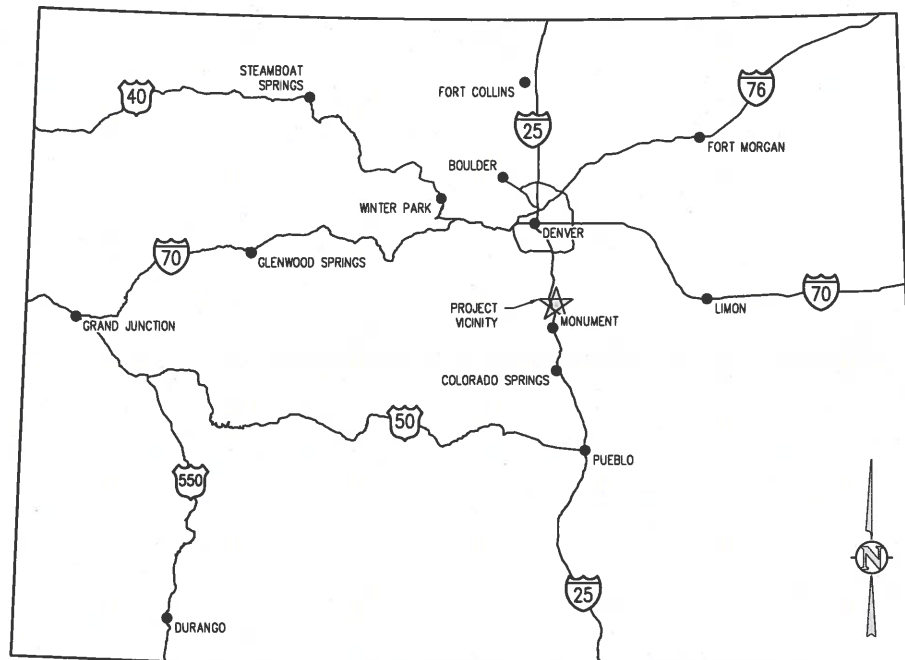 STEAMBOAT
SPRINGS
40
FORT COLLINS
76
25
FORT MORGAN
BOULDER
WINTER PARK
DENVER
70
GLENWOOD SPRINGS
70
PROJECT
VICINITY
LIMON
GRAND JUNCTION
MONUMENT
COLORADO SPRINGS
50
PUEBLO
550
N
25
DURANGO